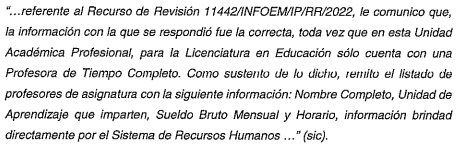 “…referente al Recurso de Revisión 11442/INFOEM/IP/RR/2022, le comunico que,
la información con la que se respondió fue la correcta, toda vez que en esta Unidad
Académica Profesional, para la Licenciatura en Educación sólo cuenta con una
Profesora de Tiempo Completo. Como sustento de lo dicho, remito el listado de
profesores de asignatura con la siguiente información: Nombre Completo, Unidad de
Aprendizaje que imparten, Sueldo Bruto Mensual y Horario, información brindad
directamente por el Sistema de Recursos Humanos …” (sic).